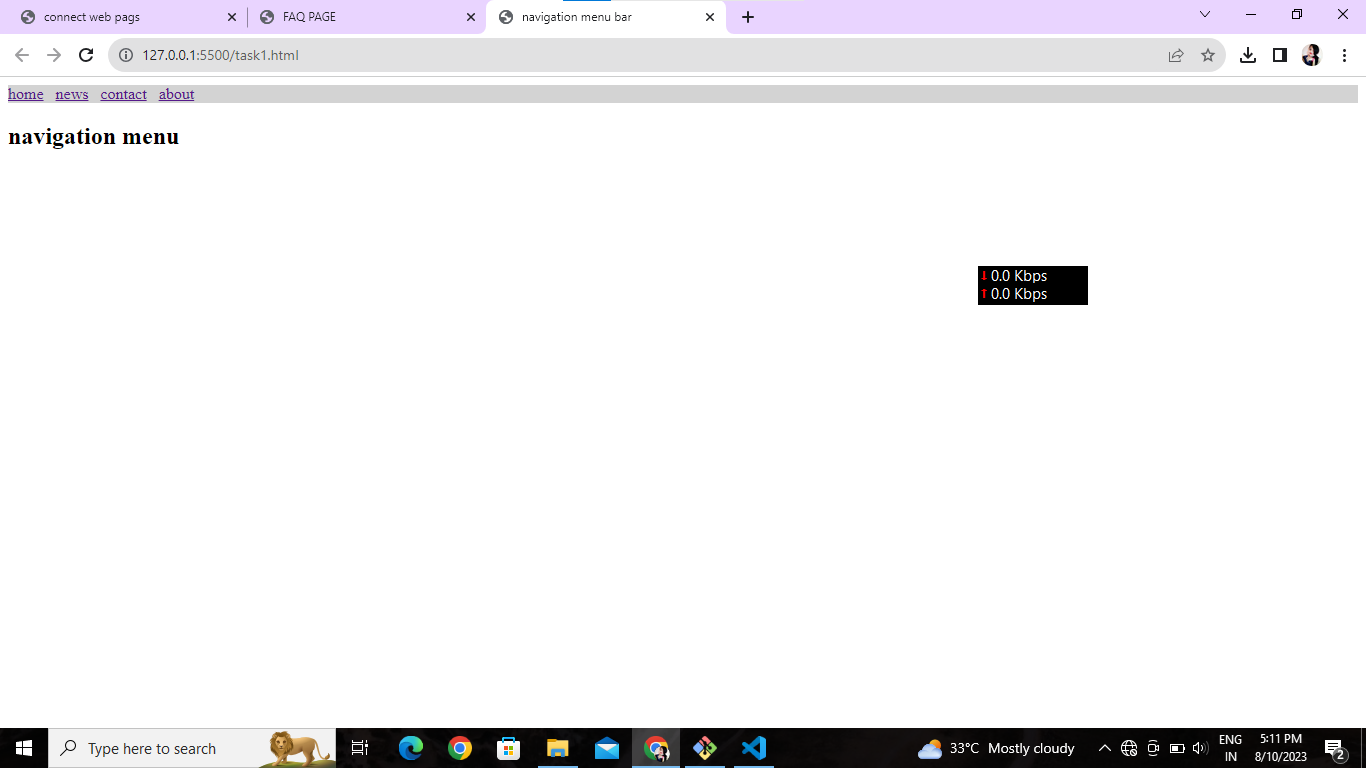 connect web pags
FAQ PAGE
navigation menu bar
127.0.0.1:5500/task1.html
home news contact about
navigation menu
0.0 Kbps
0.0 Kbps
Type here to search
33°C Mostly cloudy
ENG
IN
5:11 PM
8/10/2023
2